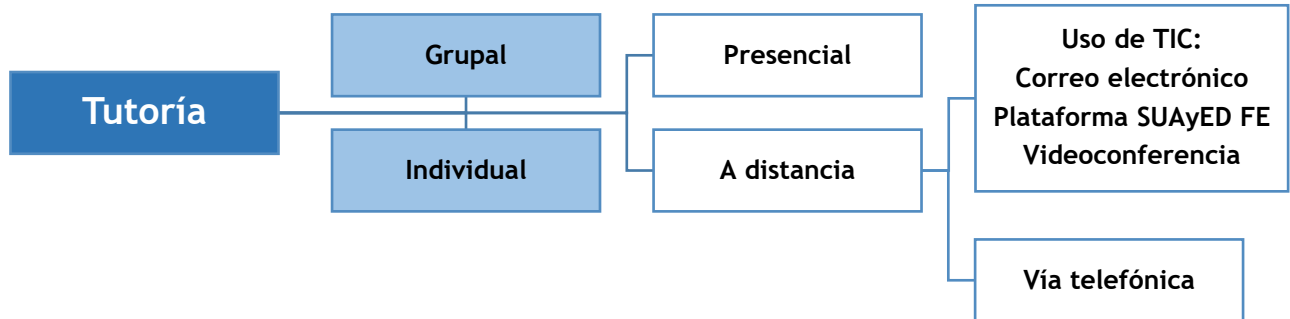 Tutoría
Grupal
Individual
Presencial
A distancia
Uso de TIC:
Correo electrónico
Plataforma SUAyED FE
Videoconferencia
Vía telefónica